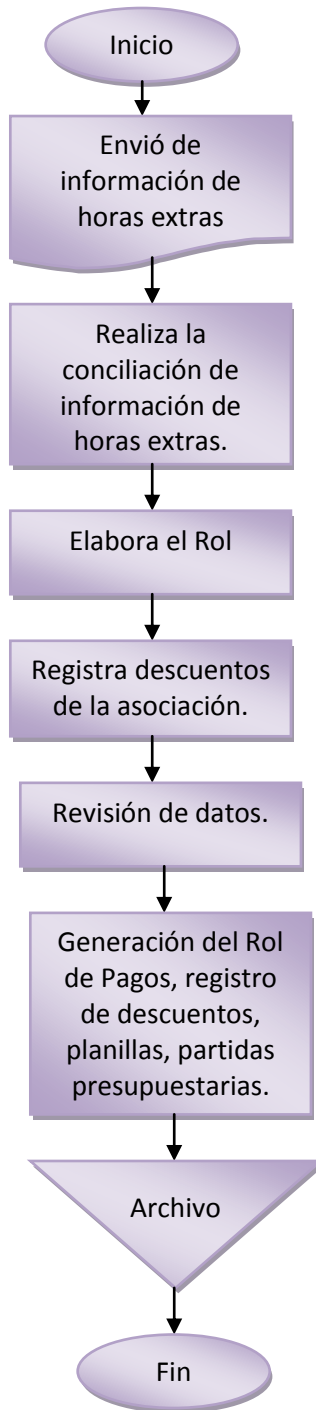 Inicio
Envió de
información de
horas extras
Realiza la
conciliación de
información de
horas extras.
Elabora el Rol
Registra descuentos
de la asociación.
Revisión de datos.
Generación del Rol
de Pagos, registro
de descuentos,
planillas, partidas
presupuestarias.
Archivo
Fin